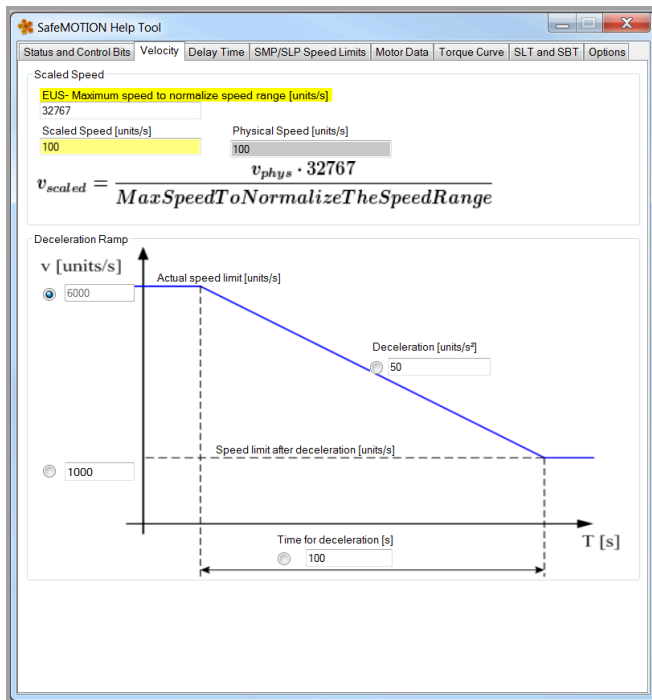 SafeMOTION Help Tool
Status and Control Bits Velocity Delay Time SMP/SLP Speed Limits Motor Data Torque Curve SLT and SBT Options
Scaled Speed
EUS- Maximum speed to normalize speed range [units/s]
32767
Scaled Speed [units/s] Physical Speed [units/s]
100 100
v_scaled = v_phys · 32767 / MaxSpeedToNormalizeTheSpeedRange
Deceleration Ramp
v [units/s]
Actual speed limit [units/s]
6000
Deceleration [units/s²]
50
Speed limit after deceleration [units/s]
1000
Time for deceleration [s]
T [s]
100